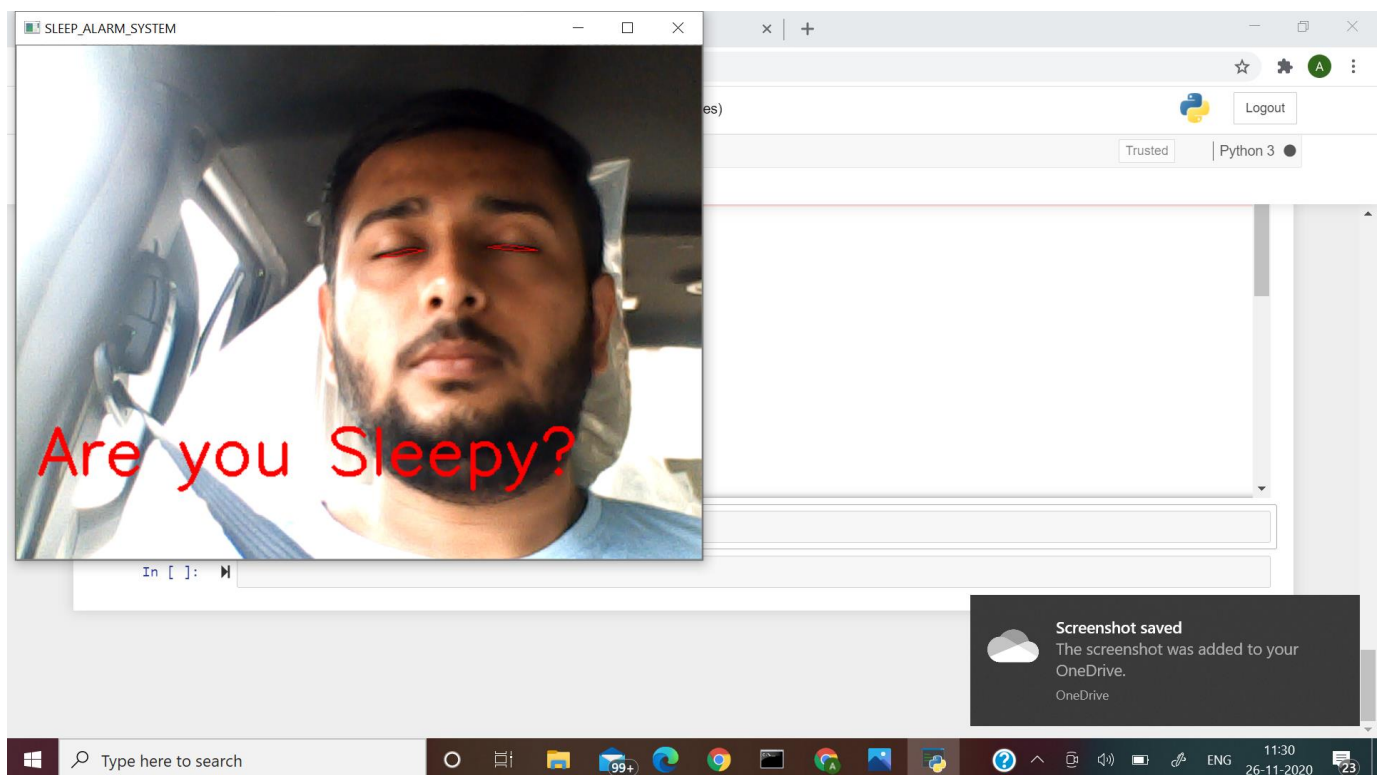 SLEEP_ALARM_SYSTEM
A
es)
Logout
Trusted
Python 3
Are you Sleepy?
In [ ]:
Screenshot saved
The screenshot was added to your
OneDrive.
OneDrive
Type here to search
99+
A
ENG
11:30
26-11-2020
23